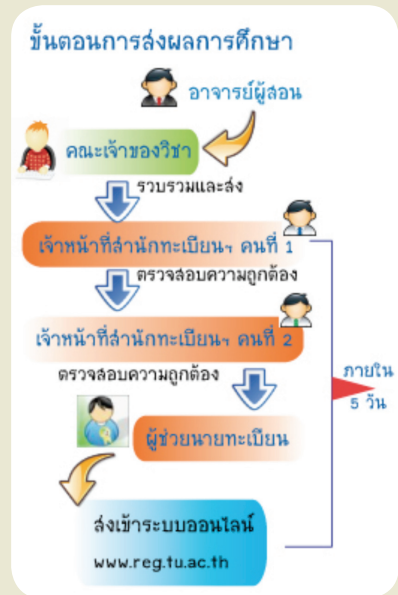 ขั้นตอนการส่งผลการศึกษา
อาจารย์ผู้สอน
คณะเจ้าของวิชา
รวบรวมและส่ง
เจ้าหน้าที่สำนักทะเบียนฯ คนที่ 1
ตรวจสอบความถูกต้อง
เจ้าหน้าที่สำนักทะเบียนฯ คนที่ 2
ตรวจสอบความถูกต้อง
ภายใน
5 วัน
ผู้ช่วยนายทะเบียน
ส่งเข้าระบบออนไลน์
www.reg.tu.ac.th